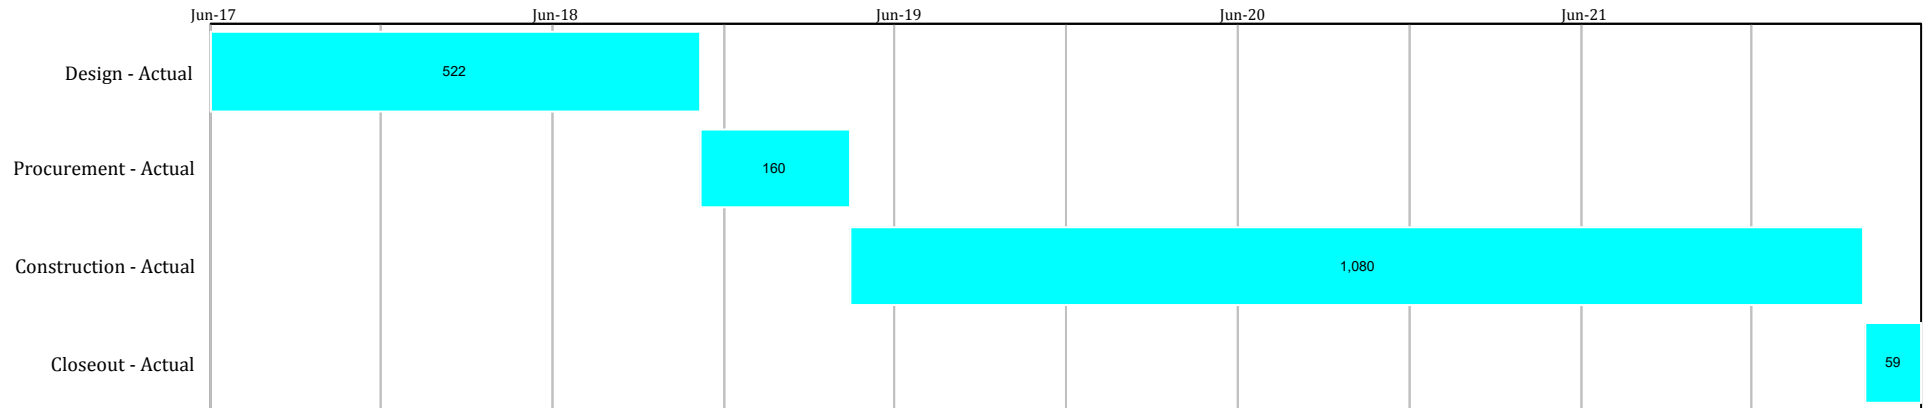 Jun-17 Jun-18 Jun-19 Jun-20 Jun-21
Design - Actual 522
Procurement - Actual 160
Construction - Actual 1,080
Closeout - Actual 59